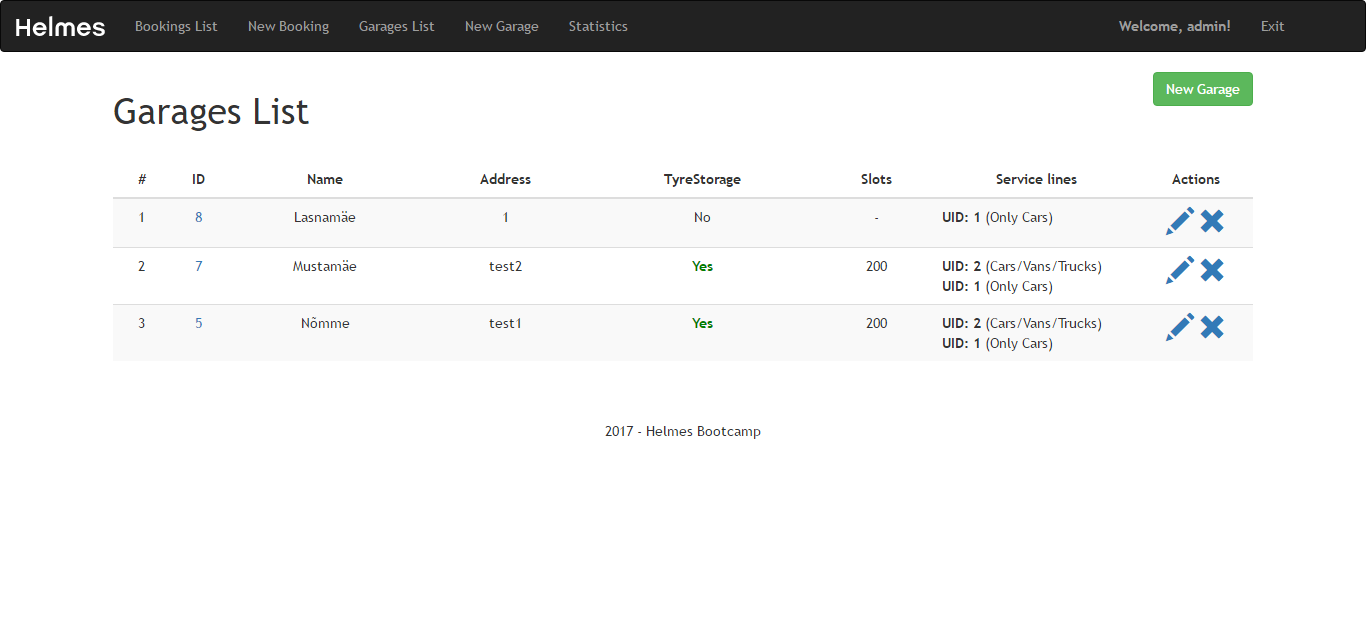 Helmes Bookings List New Booking Garages List New Garage Statistics Welcome, admin! Exit
New Garage
Garages List
# ID Name Address TyreStorage Slots Service lines Actions
1 8 Lasnamäe 1 No - UID: 1 (Only Cars)
2 7 Mustamäe test2 Yes 200 UID: 2 (Cars/Vans/Trucks)
UID: 1 (Only Cars)
3 5 Nõmme test1 Yes 200 UID: 2 (Cars/Vans/Trucks)
UID: 1 (Only Cars)
2017 - Helmes Bootcamp